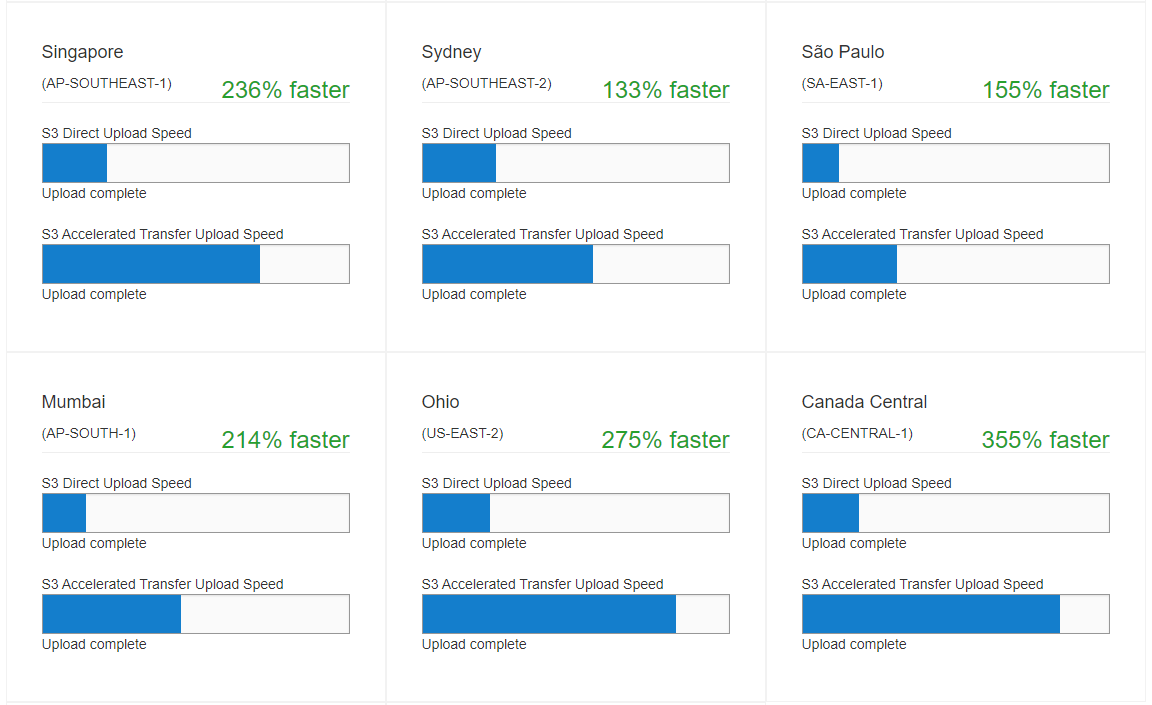 Singapore
(AP-SOUTHEAST-1)
236% faster
S3 Direct Upload Speed
Upload complete
S3 Accelerated Transfer Upload Speed
Upload complete
Sydney
(AP-SOUTHEAST-2)
133% faster
S3 Direct Upload Speed
Upload complete
S3 Accelerated Transfer Upload Speed
Upload complete
São Paulo
(SA-EAST-1)
155% faster
S3 Direct Upload Speed
Upload complete
S3 Accelerated Transfer Upload Speed
Upload complete
Mumbai
(AP-SOUTH-1)
214% faster
S3 Direct Upload Speed
Upload complete
S3 Accelerated Transfer Upload Speed
Upload complete
Ohio
(US-EAST-2)
275% faster
S3 Direct Upload Speed
Upload complete
S3 Accelerated Transfer Upload Speed
Upload complete
Canada Central
(CA-CENTRAL-1)
355% faster
S3 Direct Upload Speed
Upload complete
S3 Accelerated Transfer Upload Speed
Upload complete